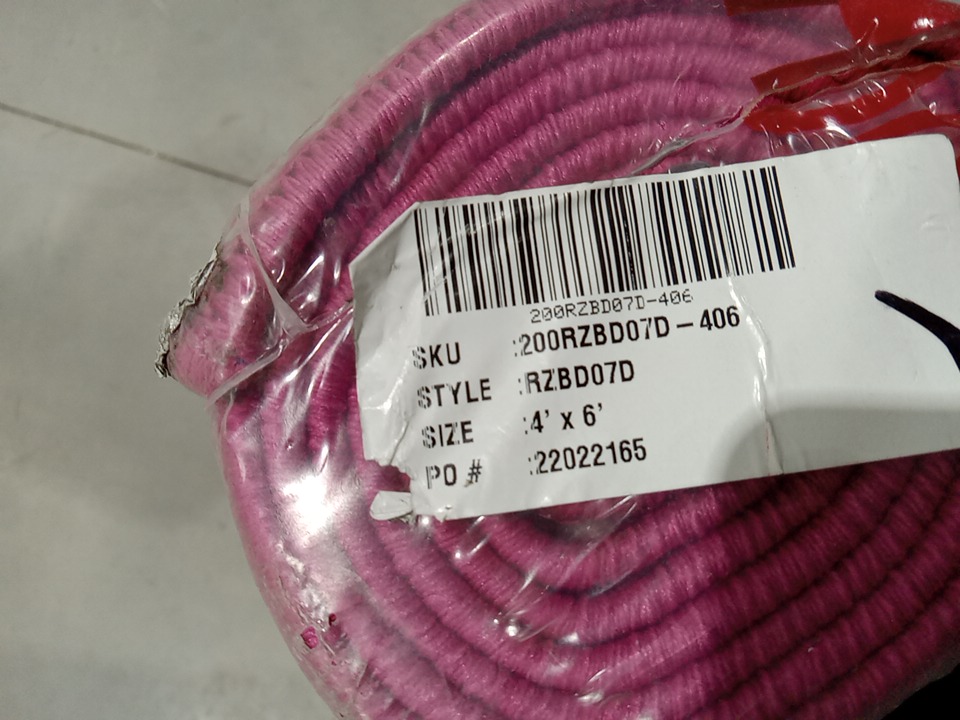 200RZBD07D-406
SKU :200RZBD07D - 406
STYLE :RZBD07D
SIZE :4' x 6'
PO # :22022165